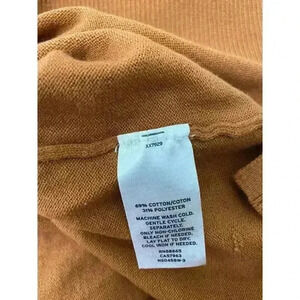 XX7929
69% COTTON/COTON
31% POLYESTER
MACHINE WASH COLD.
GENTLE CYCLE.
SEPARATELY.
ONLY NON-CHLORINE
BLEACH IF NEEDED.
LAY FLAT TO DRY.
COOL IRON IF NEEDED.
CA57963